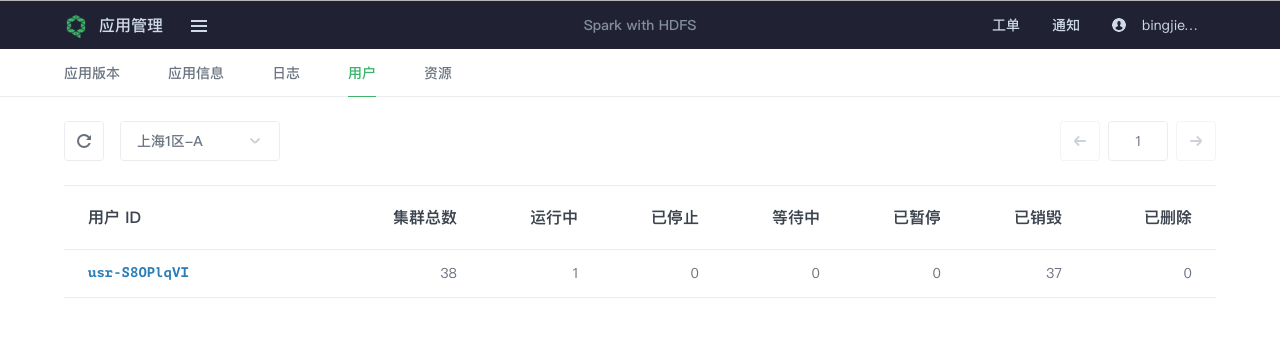 应用管理 Spark with HDFS 工单 通知 bingjie...
应用版本 应用信息 日志 用户 资源
上海1区-A 1
用户 ID 集群总数 运行中 已停止 等待中 已暂停 已销毁 已删除
usr-S8OPlqVI 38 1 0 0 0 37 0